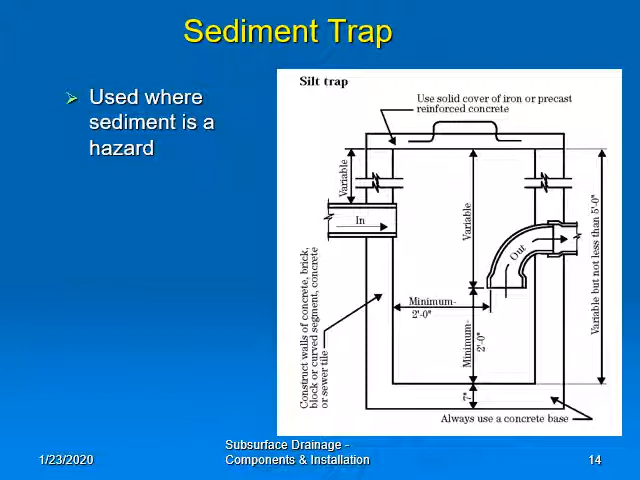 Sediment Trap
Used where
sediment is a
hazard
Silt trap
Use solid cover of iron or precast
reinforced concrete
Variable
In
Variable
Out
Variable but not less than 5'-0"
Minimum-
2'-0"
Minimum-
2'-0"
Construct walls of concrete, brick,
block or curved segment, concrete
or sewer tile
7"
Always use a concrete base
1/23/2020
Subsurface Drainage -
Components & Installation
14